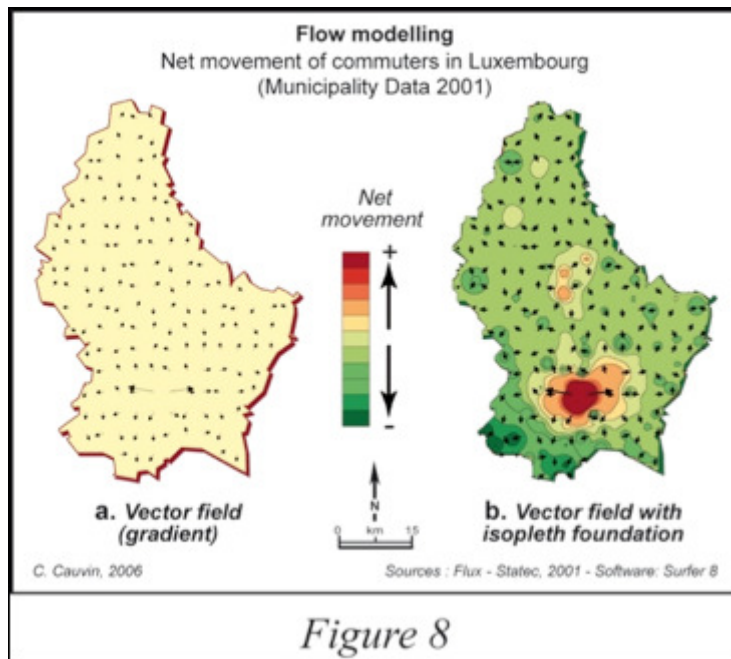 Flow modelling
Net movement of commuters in Luxembourg
(Municipality Data 2001)
Net
movement
+
-
N
0 km 15
a. Vector field
(gradient)
b. Vector field with
isopleth foundation
C. Cauvin, 2006
Sources : Flux - Statec, 2001 - Software: Surfer 8
Figure 8